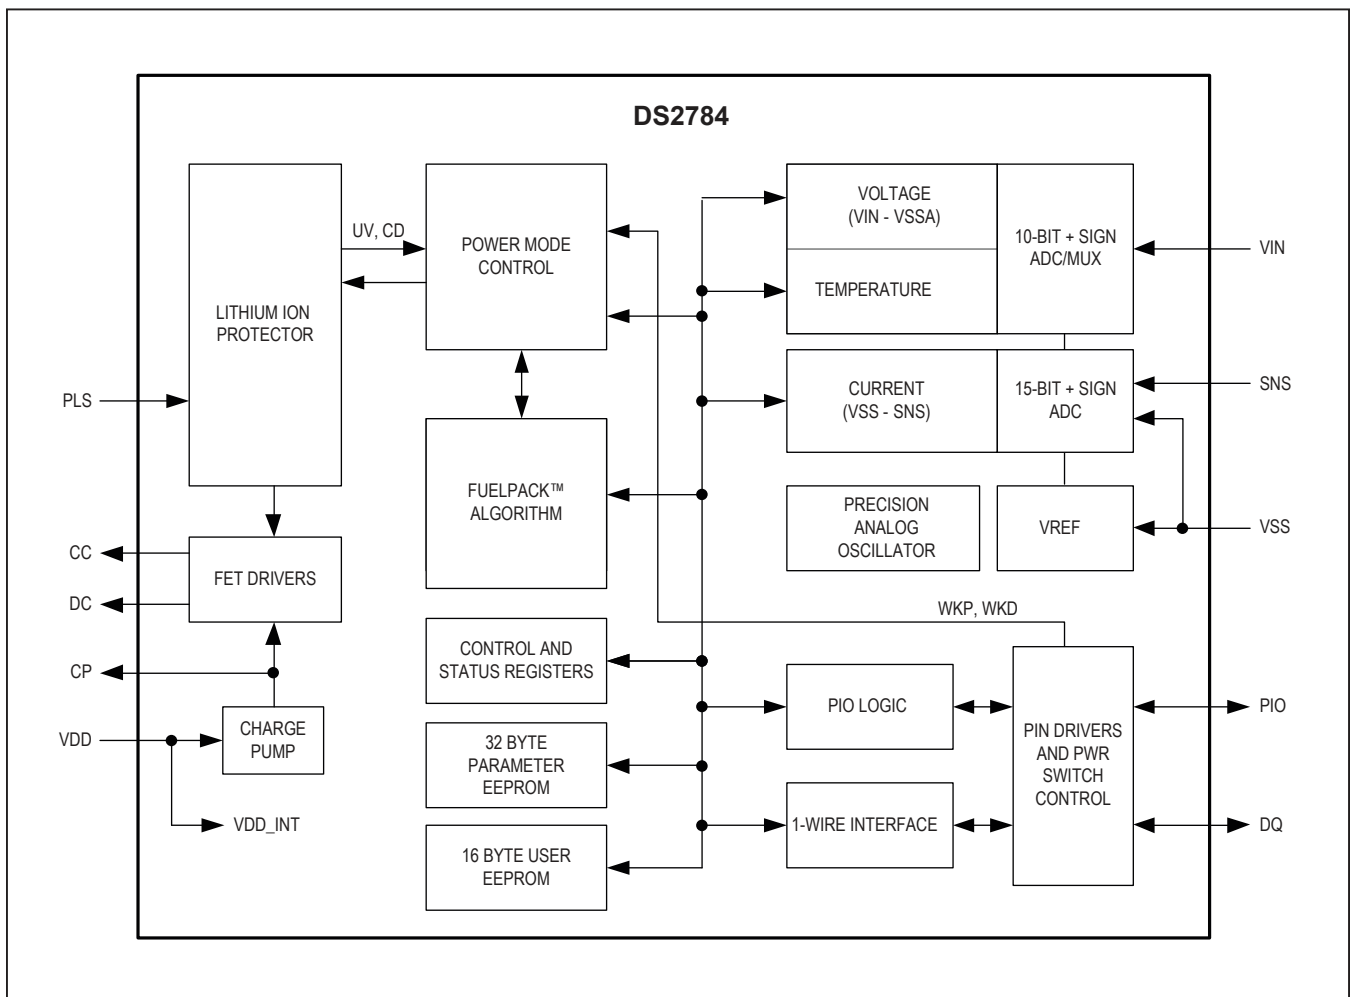 DS2784
LITHIUM ION
PROTECTOR
UV, CD
POWER MODE
CONTROL
VOLTAGE
(VIN - VSSA)
TEMPERATURE
10-BIT + SIGN
ADC/MUX
VIN
PLS
FUELPACK™
ALGORITHM
CURRENT
(VSS - SNS)
15-BIT + SIGN
ADC
SNS
PRECISION
ANALOG
OSCILLATOR
VREF
VSS
CC
DC
FET DRIVERS
CP
VDD
CHARGE
PUMP
VDD_INT
CONTROL AND
STATUS REGISTERS
32 BYTE
PARAMETER
EEPROM
16 BYTE USER
EEPROM
WKP, WKD
PIO LOGIC
1-WIRE INTERFACE
PIN DRIVERS
AND PWR
SWITCH
CONTROL
PIO
DQ